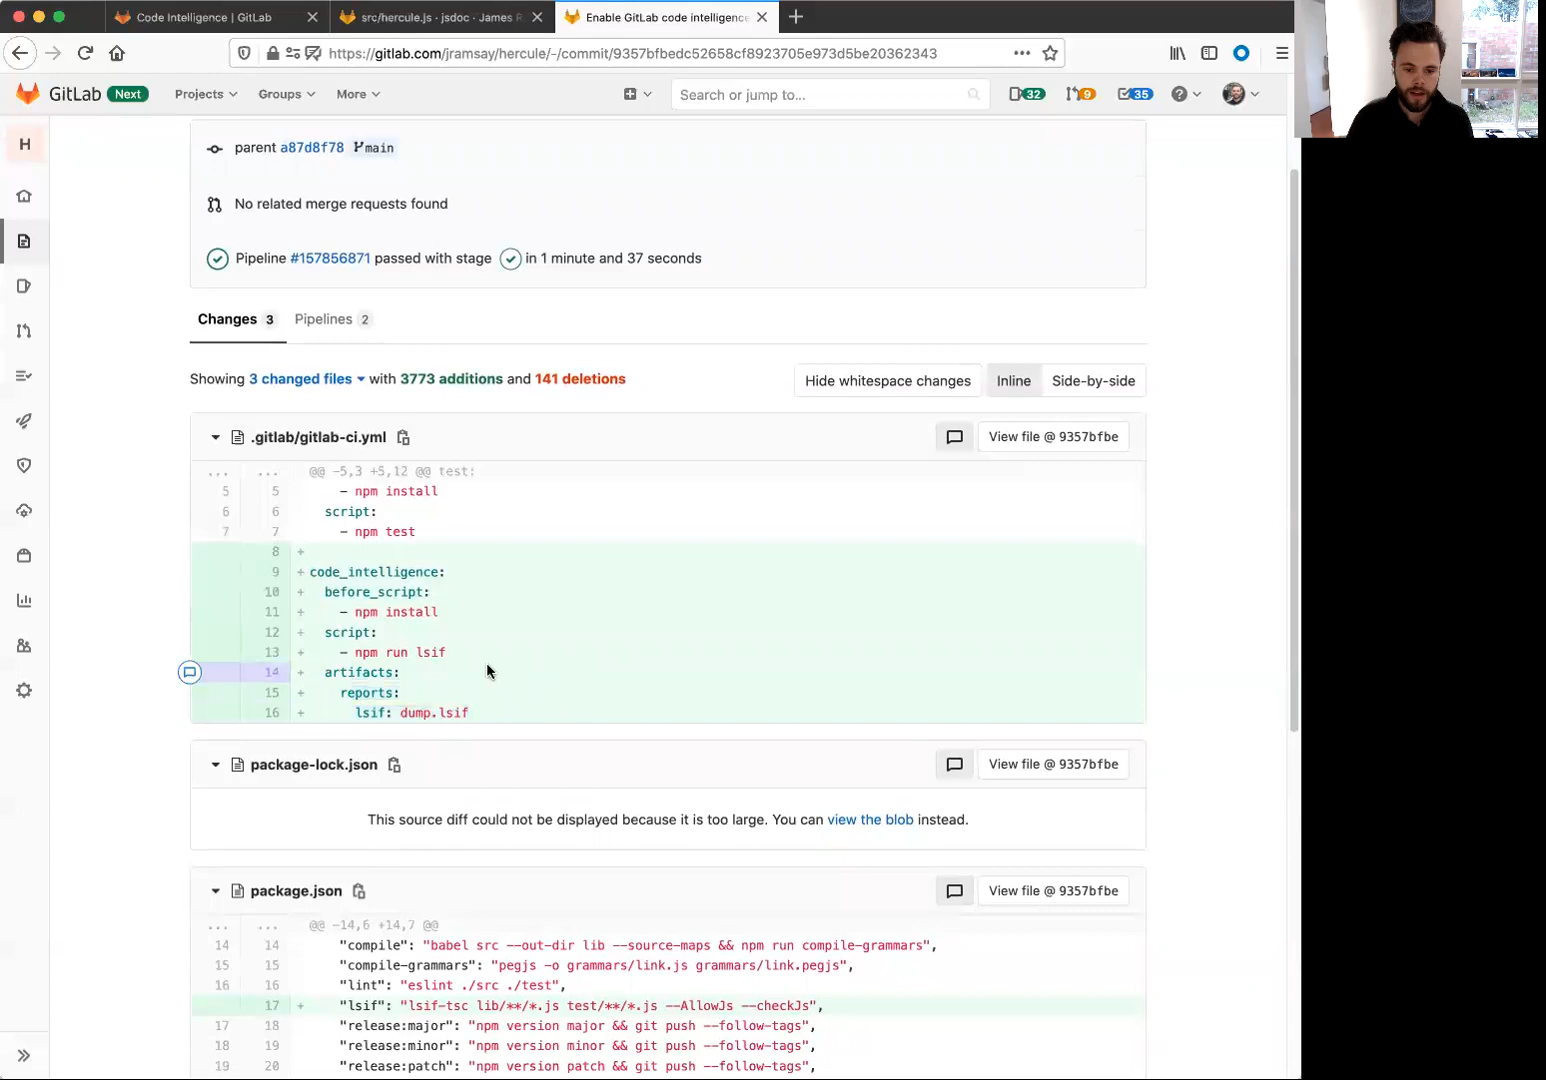 Code Intelligence | GitLab
src/hercule.js · jsdoc · James R
Enable GitLab code intelligence
https://gitlab.com/jramsay/hercule/-/commit/9357bfbedc52658cf8923705e973d5be20362343
GitLab Next Projects Groups More Search or jump to... 32 9 35
H
parent a87d8f78 main
No related merge requests found
Pipeline #157856871 passed with stage in 1 minute and 37 seconds
Changes 3 Pipelines 2
Showing 3 changed files with 3773 additions and 141 deletions
Hide whitespace changes Inline Side-by-side
.gitlab/gitlab-ci.yml View file @ 9357bfbe
... ... @@ -5,3 +5,12 @@ test:
5 5 - npm install
6 6 script:
7 7 - npm test
8 +
9 + code_intelligence:
10 + before_script:
11 + - npm install
12 + script:
13 + - npm run lsif
14 + artifacts:
15 + reports:
16 + lsif: dump.lsif
package-lock.json View file @ 9357bfbe
This source diff could not be displayed because it is too large. You can view the blob instead.
package.json View file @ 9357bfbe
... ... @@ -14,6 +14,7 @@
14 14 "compile": "babel src --out-dir lib --source-maps && npm run compile-grammars",
15 15 "compile-grammars": "pegjs -o grammars/link.js grammars/link.pegjs",
16 16 "lint": "eslint ./src ./test",
17 + "lsif": "lsif-tsc lib/**/*.js test/**/*.js --AllowJs --checkJs",
17 18 "release:major": "npm version major && git push --follow-tags",
18 19 "release:minor": "npm version minor && git push --follow-tags",
19 20 "release:patch": "npm version patch && git push --follow-tags",